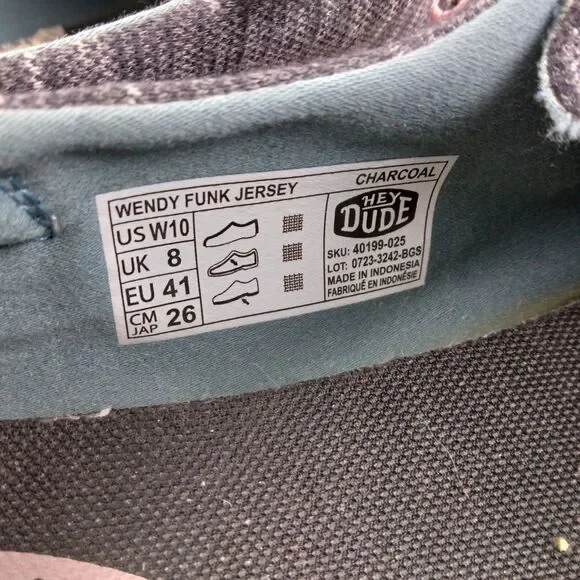 WENDY FUNK JERSEY CHARCOAL
US W10
UK 8
EU 41
CM JAP 26
HEY DUDE
SKU: 40199-025
LOT: 0723-3242-BGS
MADE IN INDONESIA
FABRIQUÉ EN INDONÉSIE